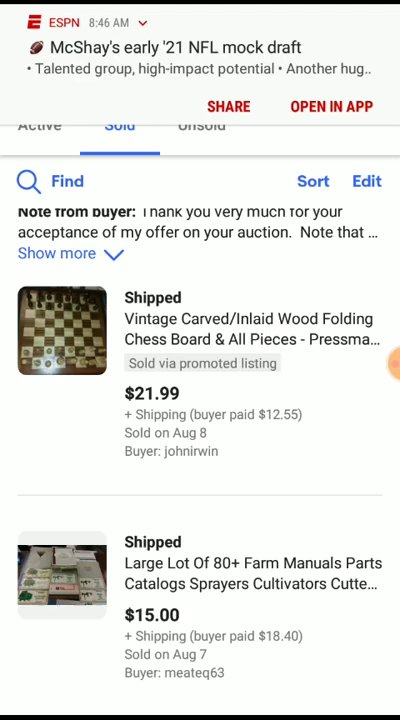 ESPN 8:46 AM
McShay's early '21 NFL mock draft
• Talented group, high-impact potential • Another hug..
SHARE OPEN IN APP
Active Sold Unsold
Find Sort Edit
Note from buyer: Thank you very much for your
acceptance of my offer on your auction. Note that ...
Show more
Shipped
Vintage Carved/Inlaid Wood Folding
Chess Board & All Pieces - Pressma...
Sold via promoted listing
$21.99
+ Shipping (buyer paid $12.55)
Sold on Aug 8
Buyer: johnirwin
Shipped
Large Lot Of 80+ Farm Manuals Parts
Catalogs Sprayers Cultivators Cutte...
$15.00
+ Shipping (buyer paid $18.40)
Sold on Aug 7
Buyer: meateq63